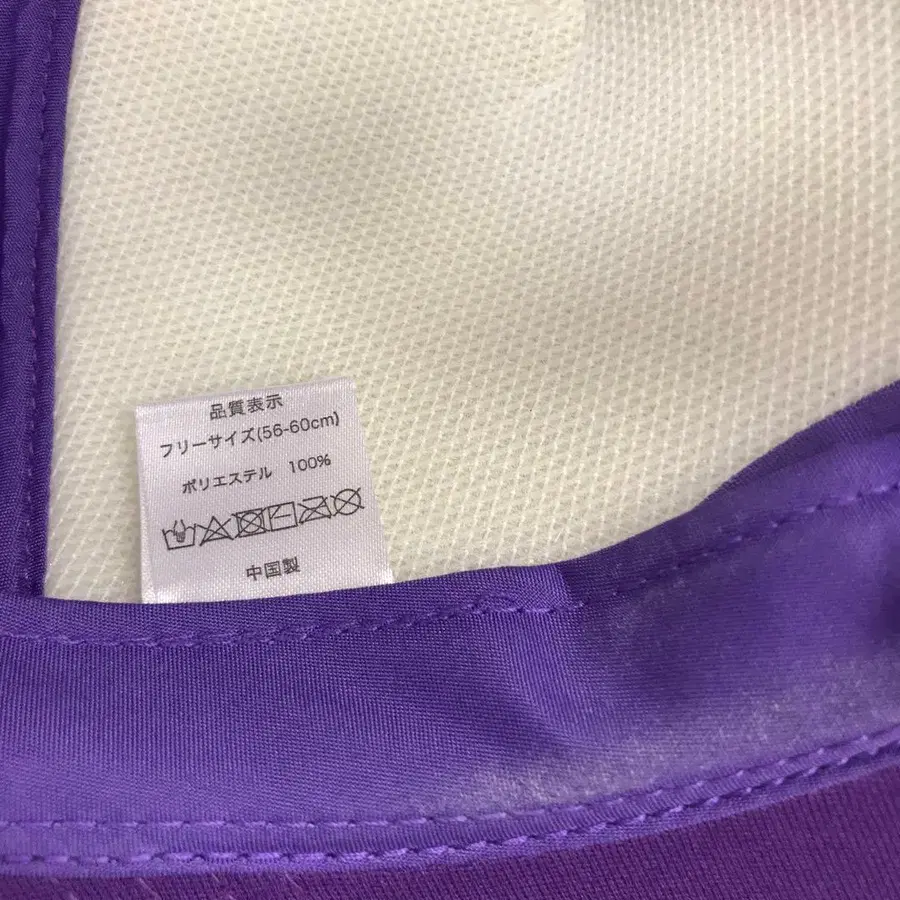 品質表示
フリーサイズ(56-60cm)
ポリエステル 100%
中国製